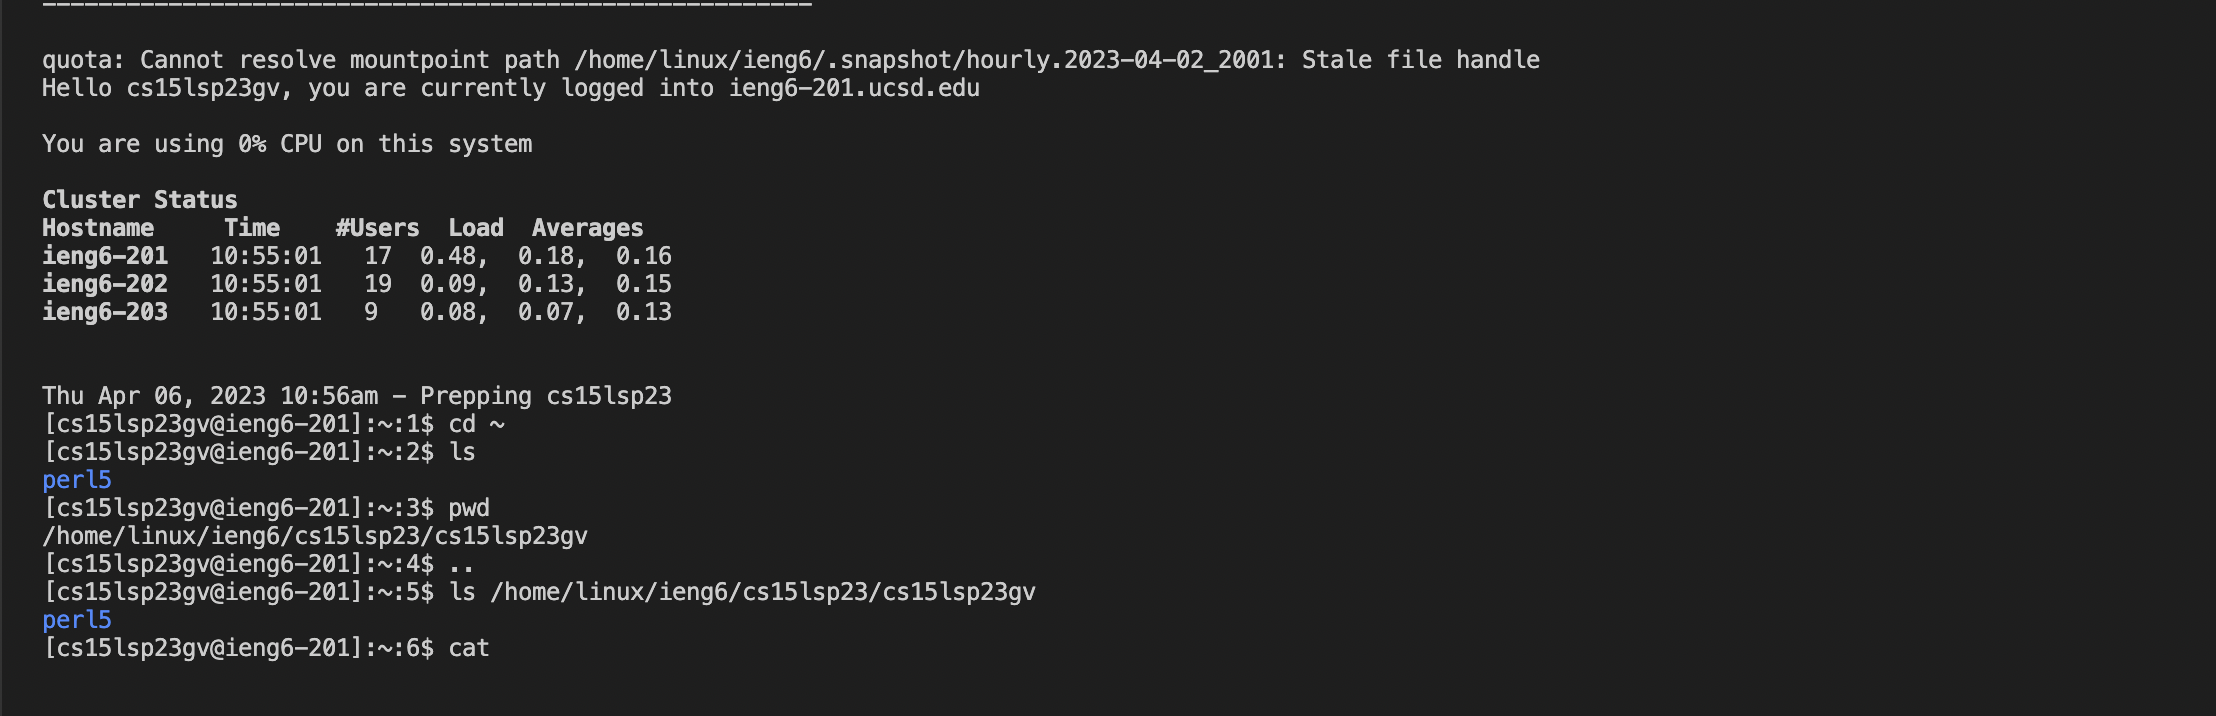 quota: Cannot resolve mountpoint path /home/linux/ieng6/.snapshot/hourly.2023-04-02_2001: Stale file handle
Hello cs15lsp23gv, you are currently logged into ieng6-201.ucsd.edu
You are using 0% CPU on this system
Cluster Status
Hostname     Time    #Users  Load  Averages
ieng6-201   10:55:01   17  0.48,  0.18,  0.16
ieng6-202   10:55:01   19  0.09,  0.13,  0.15
ieng6-203   10:55:01   9   0.08,  0.07,  0.13
Thu Apr 06, 2023 10:56am - Prepping cs15lsp23
[cs15lsp23gv@ieng6-201]:~:1$ cd ~
[cs15lsp23gv@ieng6-201]:~:2$ ls
perl5
[cs15lsp23gv@ieng6-201]:~:3$ pwd
/home/linux/ieng6/cs15lsp23/cs15lsp23gv
[cs15lsp23gv@ieng6-201]:~:4$ ..
[cs15lsp23gv@ieng6-201]:~:5$ ls /home/linux/ieng6/cs15lsp23/cs15lsp23gv
perl5
[cs15lsp23gv@ieng6-201]:~:6$ cat